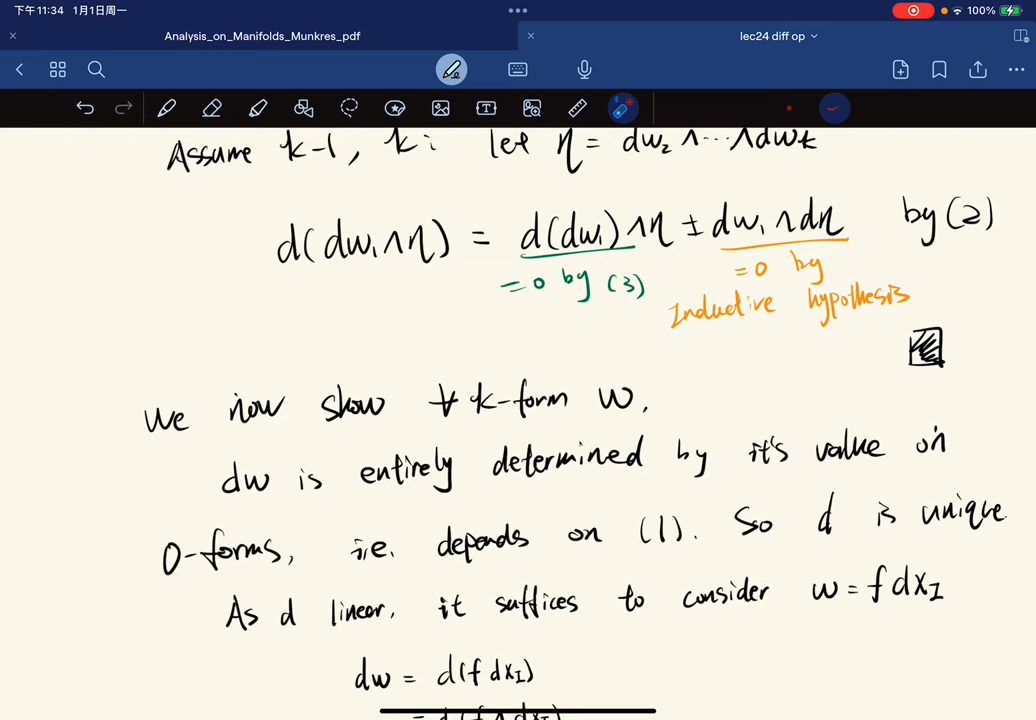 下午11:34 1月1日周一
100%
Analysis_on_Manifolds_Munkres_pdf
lec24 diff op
Assume k-1, k: let η = dw₂ ∧ ⋯ ∧ dwₖ
d(dw₁ ∧ η) = d(dw₁) ∧ η ± dw₁ ∧ dη by (2)
= 0 by (3)
= 0 by
Inductive hypothesis
We now show ∀ k-form w,
dw is entirely determined by it's value on
0-forms, i.e. depends on (1). So d is unique.
As d linear, it suffices to consider w = f dx_I
dw = d(f dx_I)
= d(f ∧ dx_I)